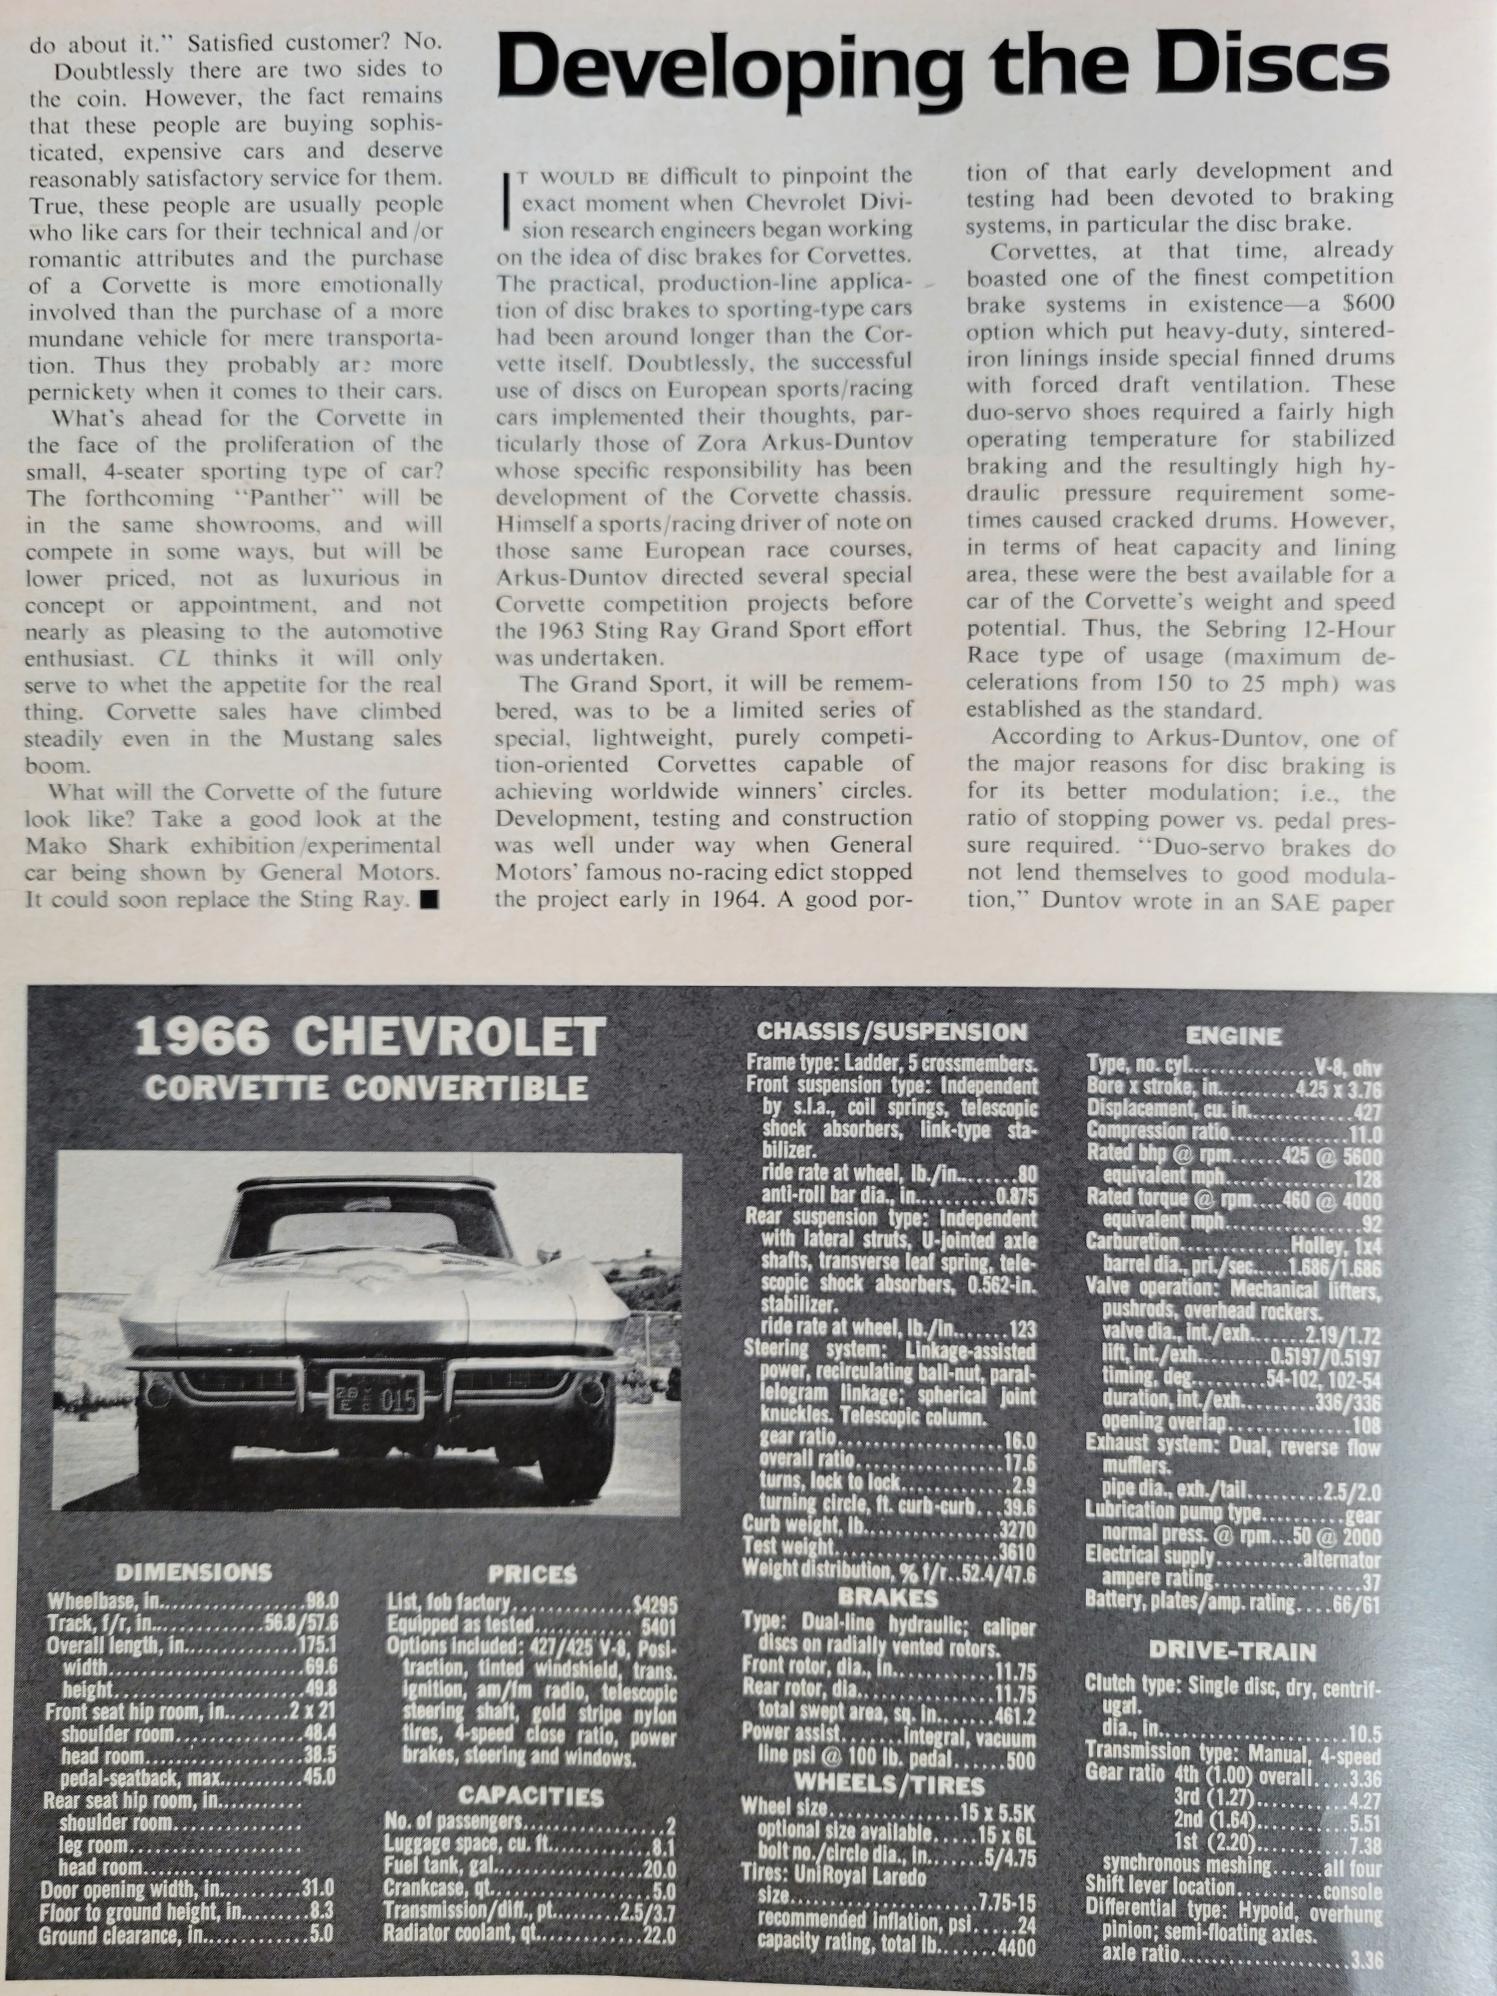 do about it." Satisfied customer? No.
Doubtlessly there are two sides to
the coin. However, the fact remains
that these people are buying sophis-
ticated, expensive cars and deserve
reasonably satisfactory service for them.
True, these people are usually people
who like cars for their technical and/or
romantic attributes and the purchase
of a Corvette is more emotionally
involved than the purchase of a more
mundane vehicle for mere transporta-
tion. Thus they probably are more
pernickety when it comes to their cars.
What's ahead for the Corvette in
the face of the proliferation of the
small, 4-seater sporting type of car?
The forthcoming "Panther" will be
in the same showrooms, and will
compete in some ways, but will be
lower priced, not as luxurious in
concept or appointment, and not
nearly as pleasing to the automotive
enthusiast. CL thinks it will only
serve to whet the appetite for the real
thing. Corvette sales have climbed
steadily even in the Mustang sales
boom.
What will the Corvette of the future
look like? Take a good look at the
Mako Shark exhibition/experimental
car being shown by General Motors.
It could soon replace the Sting Ray. ■
Developing the Discs
IT WOULD BE difficult to pinpoint the
exact moment when Chevrolet Divi-
sion research engineers began working
on the idea of disc brakes for Corvettes.
The practical, production-line applica-
tion of disc brakes to sporting-type cars
had been around longer than the Cor-
vette itself. Doubtlessly, the successful
use of discs on European sports/racing
cars implemented their thoughts, par-
ticularly those of Zora Arkus-Duntov
whose specific responsibility has been
development of the Corvette chassis.
Himself a sports/racing driver of note on
those same European race courses,
Arkus-Duntov directed several special
Corvette competition projects before
the 1963 Sting Ray Grand Sport effort
was undertaken.
The Grand Sport, it will be remem-
bered, was to be a limited series of
special, lightweight, purely competi-
tion-oriented Corvettes capable of
achieving worldwide winners' circles.
Development, testing and construction
was well under way when General
Motors' famous no-racing edict stopped
the project early in 1964. A good por-
tion of that early development and
testing had been devoted to braking
systems, in particular the disc brake.
Corvettes, at that time, already
boasted one of the finest competition
brake systems in existence—a $600
option which put heavy-duty, sintered-
iron linings inside special finned drums
with forced draft ventilation. These
duo-servo shoes required a fairly high
operating temperature for stabilized
braking and the resultingly high hy-
draulic pressure requirement some-
times caused cracked drums. However,
in terms of heat capacity and lining
area, these were the best available for a
car of the Corvette's weight and speed
potential. Thus, the Sebring 12-Hour
Race type of usage (maximum de-
celerations from 150 to 25 mph) was
established as the standard.
According to Arkus-Duntov, one of
the major reasons for disc braking is
for its better modulation; i.e., the
ratio of stopping power vs. pedal pres-
sure required. "Duo-servo brakes do
not lend themselves to good modula-
tion," Duntov wrote in an SAE paper
1966 CHEVROLET
CORVETTE CONVERTIBLE
015
DIMENSIONS
Wheelbase, in..................98.0
Track, f/r, in.............56.8/57.6
Overall length, in.............175.1
width.......................69.6
height......................49.8
Front seat hip room, in........2 x 21
shoulder room...............48.4
head room...................38.5
pedal-seatback, max.........45.0
Rear seat hip room, in..........
shoulder room...............
leg room....................
head room...................
Door opening width, in..........31.0
Floor to ground height, in.......8.3
Ground clearance, in............5.0
PRICES
List, fob factory..............$4295
Equipped as tested............ 5401
Options included: 427/425 V-8, Posi-
traction, tinted windshield, trans.
ignition, am/fm radio, telescopic
steering shaft, gold stripe nylon
tires, 4-speed close ratio, power
brakes, steering and windows.
CAPACITIES
No. of passengers................2
Luggage space, cu. ft............8.1
Fuel tank, gal.................20.0
Crankcase, qt...................5.0
Transmission/diff., pt.......2.5/3.7
Radiator coolant, qt............22.0
CHASSIS/SUSPENSION
Frame type: Ladder, 5 crossmembers.
Front suspension type: Independent
by s.l.a., coil springs, telescopic
shock absorbers, link-type sta-
bilizer.
ride rate at wheel, lb./in........80
anti-roll bar dia., in..........0.875
Rear suspension type: Independent
with lateral struts, U-jointed axle
shafts, transverse leaf spring, tele-
scopic shock absorbers, 0.562-in.
stabilizer.
ride rate at wheel, lb./in.......123
Steering system: Linkage-assisted
power, recirculating ball-nut, paral-
lelogram linkage; spherical joint
knuckles. Telescopic column.
gear ratio....................16.0
overall ratio.................17.6
turns, lock to lock............2.9
turning circle, ft. curb-curb...39.6
Curb weight, lb................3270
Test weight....................3610
Weight distribution, % f/r..52.4/47.6
BRAKES
Type: Dual-line hydraulic; caliper
discs on radially vented rotors.
Front rotor, dia., in...........11.75
Rear rotor, dia................11.75
total swept area, sq. in.......461.2
Power assist.......integral, vacuum
line psi @ 100 lb. pedal......500
WHEELS/TIRES
Wheel size...............15 x 5.5K
optional size available.....15 x 6L
bolt no./circle dia., in.......5/4.75
Tires: UniRoyal Laredo
size.....................7.75-15
recommended inflation, psi.....24
capacity rating, total lb.......4400
ENGINE
Type, no. cyl..............V-8, ohv
Bore x stroke, in.........4.25 x 3.76
Displacement, cu. in............427
Compression ratio..............11.0
Rated bhp @ rpm......425 @ 5600
equivalent mph...............128
Rated torque @ rpm....460 @ 4000
equivalent mph................92
Carburetion.............Holley, 1x4
barrel dia., pri./sec.....1.686/1.686
Valve operation: Mechanical lifters,
pushrods, overhead rockers.
valve dia., int./exh.......2.19/1.72
lift, int./exh.........0.5197/0.5197
timing, deg.........54-102, 102-54
duration, int./exh.........336/336
opening overlap..............108
Exhaust system: Dual, reverse flow
mufflers.
pipe dia., exh./tail.........2.5/2.0
Lubrication pump type..........gear
normal press. @ rpm...50 @ 2000
Electrical supply..........alternator
ampere rating.................37
Battery, plates/amp. rating....66/61
DRIVE-TRAIN
Clutch type: Single disc, dry, centrif-
ugal.
dia., in......................10.5
Transmission type: Manual, 4-speed
Gear ratio 4th (1.00) overall....3.36
3rd (1.27)...........4.27
2nd (1.64)...........5.51
1st (2.20)...........7.38
synchronous meshing......all four
Shift lever location..........console
Differential type: Hypoid, overhung
pinion; semi-floating axles.
axle ratio....................3.36